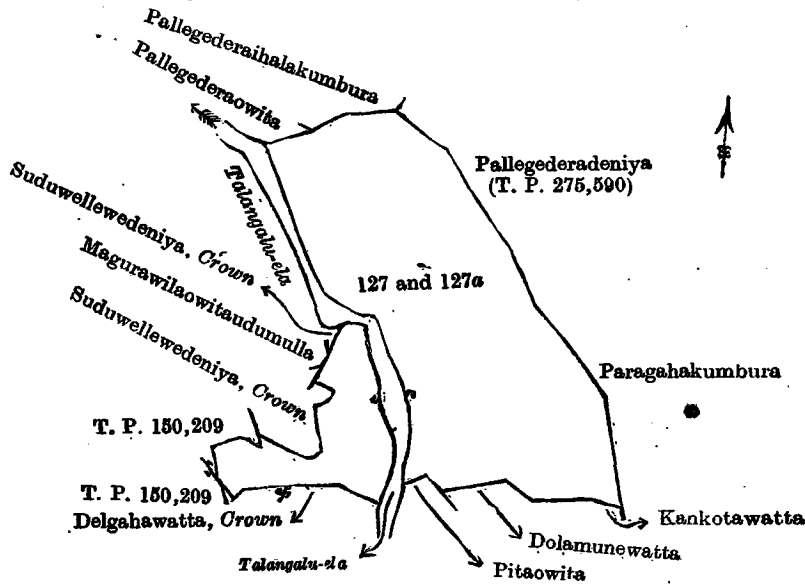 Pallegederaihalakumbura
Pallegederaowita
Pallegederadeniya
(T. P. 275,590)
Talangalu-ela
Suduwellewedeniya, Crown
Magurawilaowitaudumulla
Suduwellewedeniya, Crown
127 and 127a
Paragahakumbura
T. P. 150,209
T. P. 150,209
Delgahawatta, Crown
Talangalu-ela
Kankotawatta
Dolamunewatta
Pitaowita